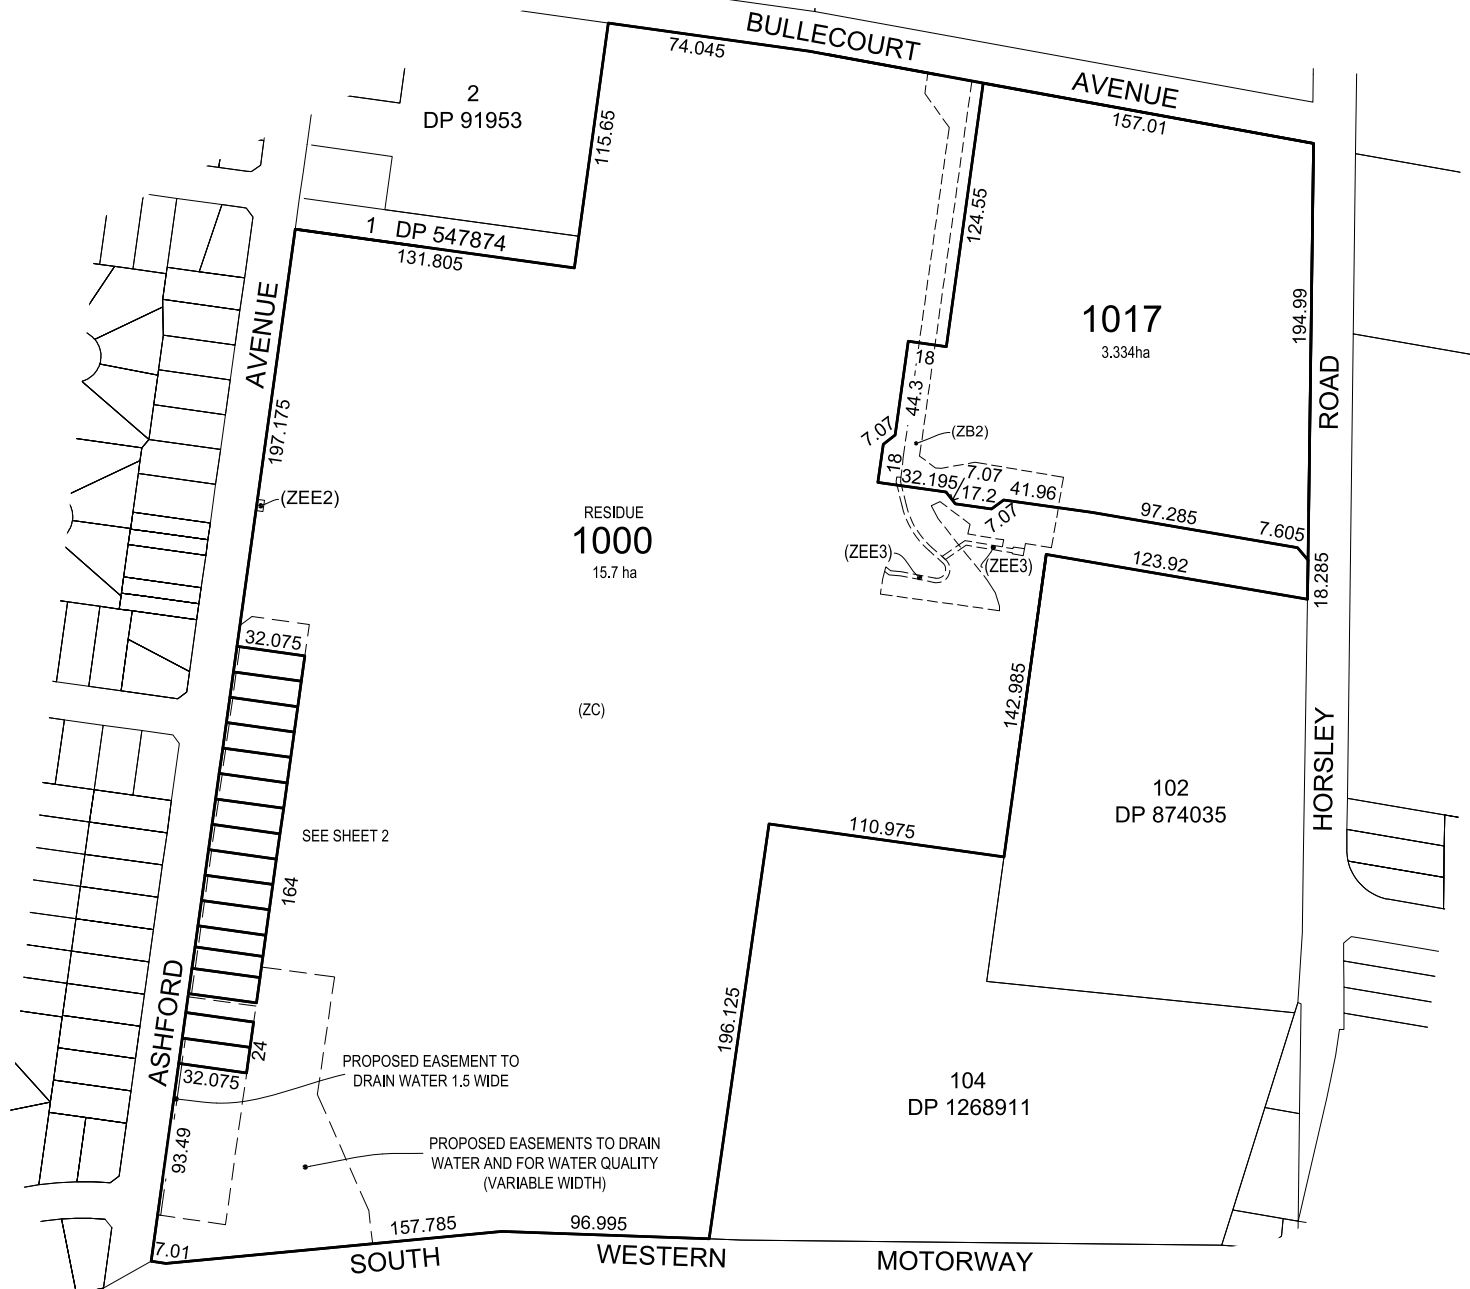 BULLECOURT
AVENUE
74.045
157.01
2
DP 91953
115.65
1 DP 547874
131.805
124.55
194.99
1017
3.334ha
AVENUE
197.175
ROAD
18
44.3
7.07
(ZB2)
18
32.195
7.07
17.2
41.96
7.07
97.285
7.605
(ZEE2)
RESIDUE
1000
15.7 ha
(ZEE3)
(ZEE3)
123.92
18.285
32.075
142.985
(ZC)
HORSLEY
102
DP 874035
SEE SHEET 2
110.975
164
ASHFORD
196.125
24
32.075
PROPOSED EASEMENT TO
DRAIN WATER 1.5 WIDE
104
DP 1268911
93.49
PROPOSED EASEMENTS TO DRAIN
WATER AND FOR WATER QUALITY
(VARIABLE WIDTH)
7.01
157.785
96.995
SOUTH
WESTERN
MOTORWAY